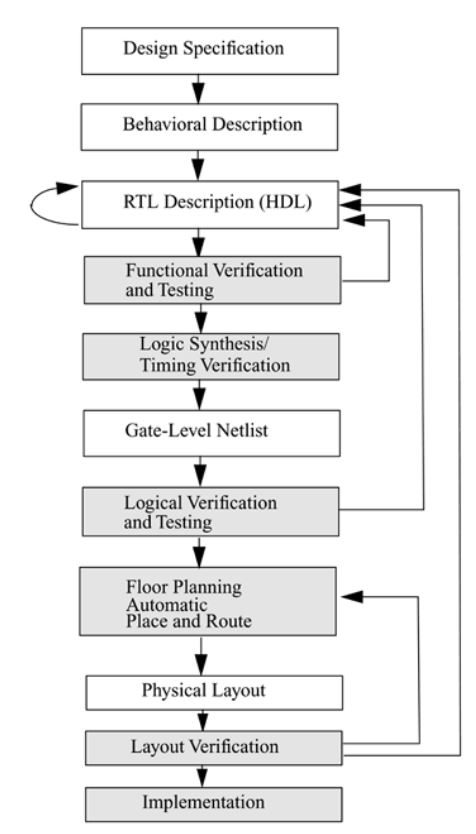 Design Specification
Behavioral Description
RTL Description (HDL)
Functional Verification
and Testing
Logic Synthesis/
Timing Verification
Gate-Level Netlist
Logical Verification
and Testing
Floor Planning
Automatic
Place and Route
Physical Layout
Layout Verification
Implementation